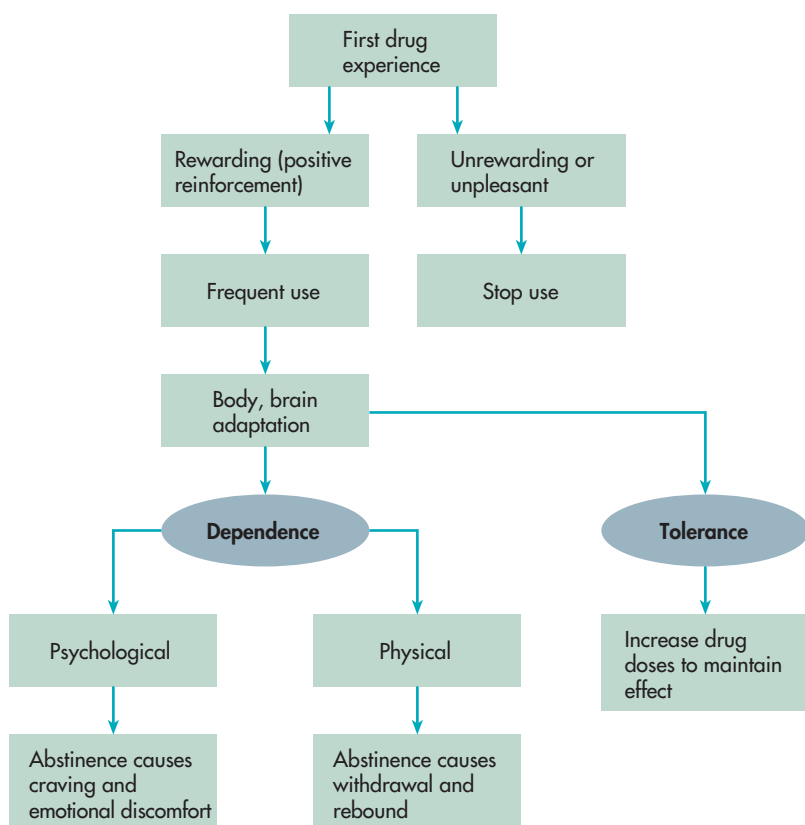 First drug
experience
Rewarding (positive
reinforcement)
Unrewarding or
unpleasant
Frequent use
Stop use
Body, brain
adaptation
Dependence
Tolerance
Psychological
Physical
Increase drug
doses to maintain
effect
Abstinence causes
craving and
emotional discomfort
Abstinence causes
withdrawal and
rebound